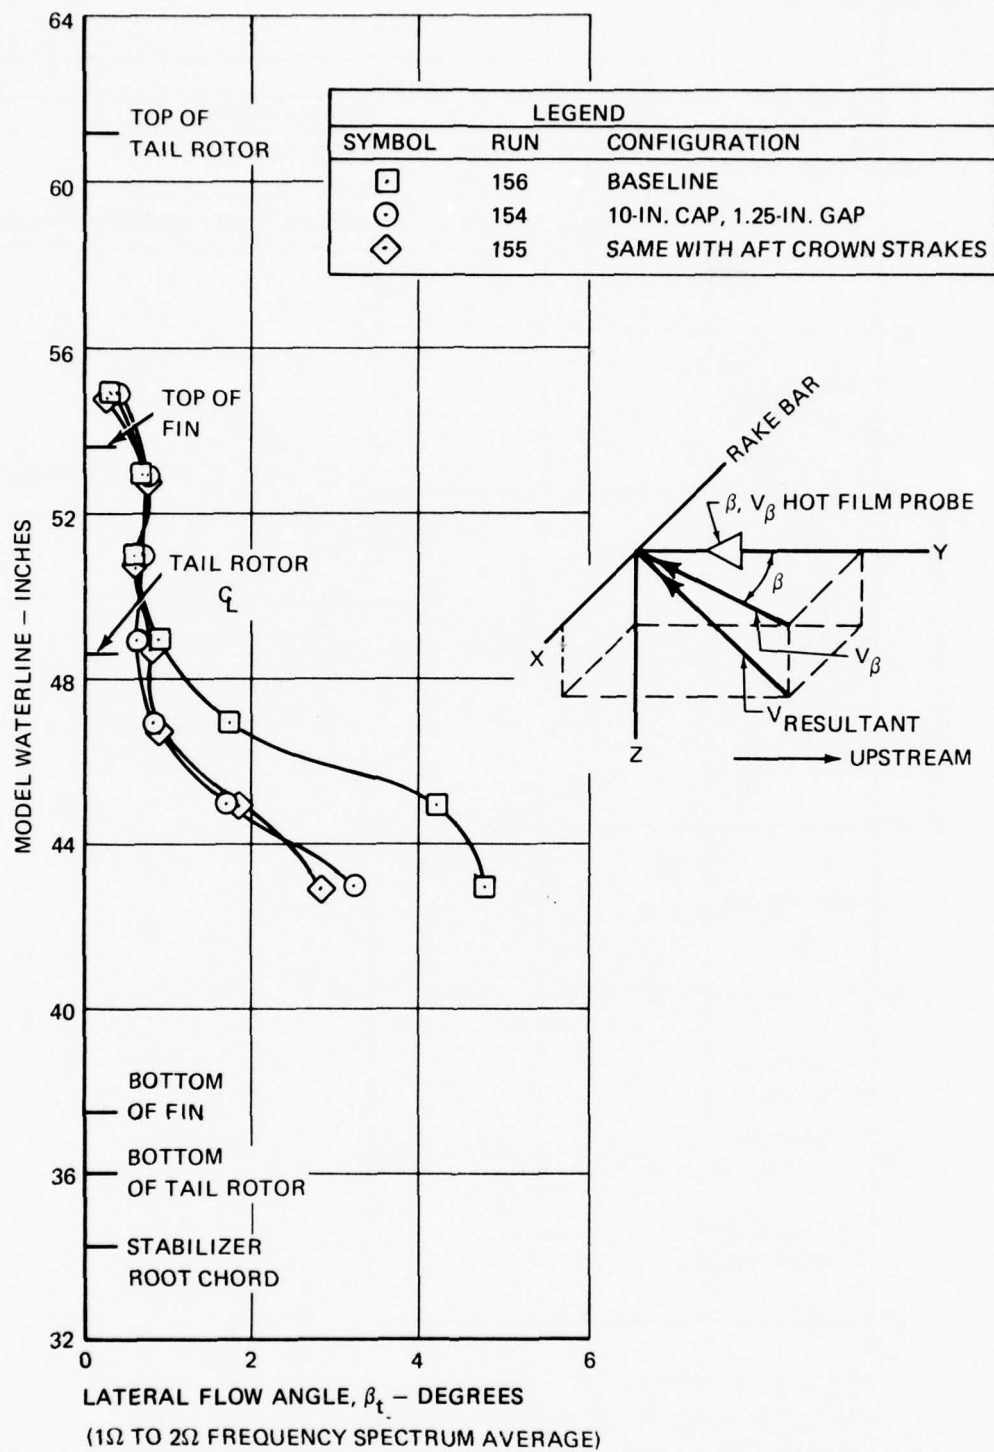 64
60
56
52
48
44
40
36
32
MODEL WATERLINE – INCHES
TOP OF
TAIL ROTOR
LEGEND
SYMBOL RUN CONFIGURATION
156 BASELINE
154 10-IN. CAP, 1.25-IN. GAP
155 SAME WITH AFT CROWN STRAKES
TOP OF
FIN
TAIL ROTOR
℄
BOTTOM
OF FIN
BOTTOM
OF TAIL ROTOR
STABILIZER
ROOT CHORD
0 2 4 6
LATERAL FLOW ANGLE, βt – DEGREES
(1Ω TO 2Ω FREQUENCY SPECTRUM AVERAGE)
RAKE BAR
β, Vβ HOT FILM PROBE
Y
β
X
Vβ
VRESULTANT
Z
UPSTREAM